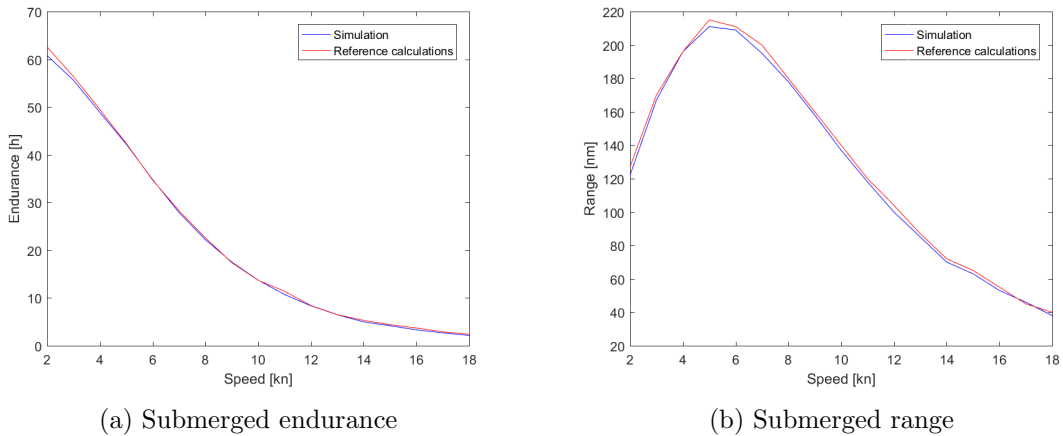 70
60
50
40
30
20
10
0
2 4 6 8 10 12 14 16 18
Endurance [h]
Speed [kn]
Simulation
Reference calculations
(a) Submerged endurance
220
200
180
160
140
120
100
80
60
40
20
2 4 6 8 10 12 14 16 18
Range [nm]
Speed [kn]
Simulation
Reference calculations
(b) Submerged range